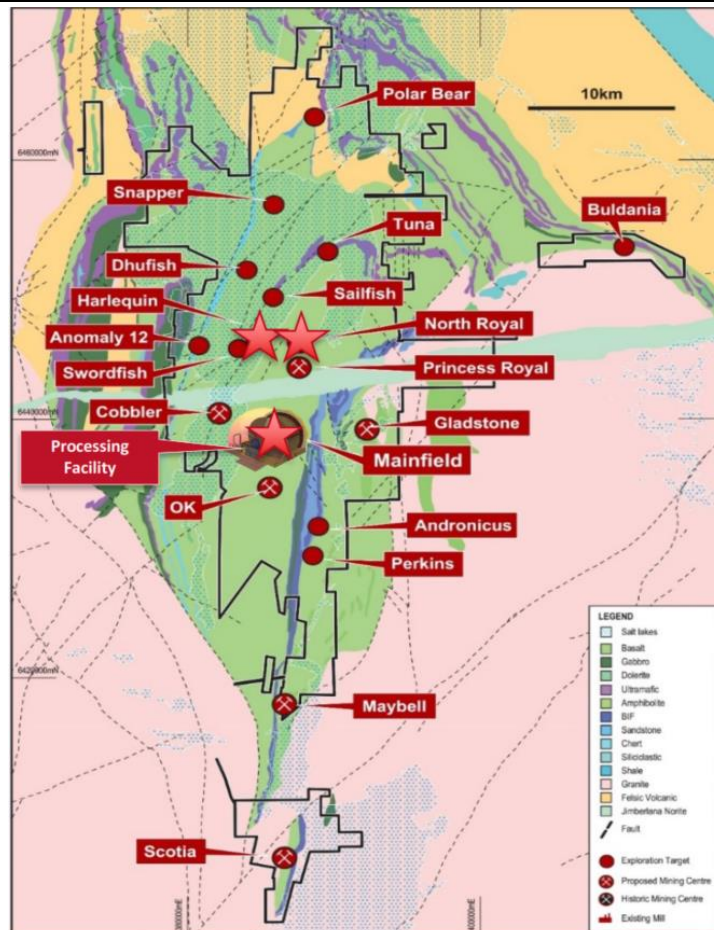 Polar Bear
10km
6460000mN
Snapper
Buldania
Tuna
Dhufish
Sailfish
Harlequin
North Royal
Anomaly 12
Swordfish
Princess Royal
Cobbler
6440000mN
Gladstone
Processing
Facility
Mainfield
OK
Andronicus
Perkins
LEGEND
Salt lakes
Basalt
Gabbro
Dolerite
Ultramafic
Amphibolite
BIF
Sandstone
Chert
Siliciclastic
Shale
Granite
Felsic Volcanic
Jimberlana Norite
Fault
Exploration Target
Proposed Mining Centre
Historic Mining Centre
Existing Mill
6420000mN
Maybell
Scotia